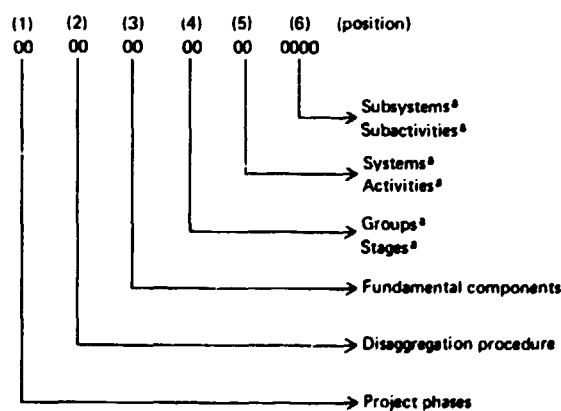 (1) (2) (3) (4) (5) (6) (position)
00 00 00 00 00 0000
Subsystemsª
Subactivitiesª
Systemsª
Activitiesª
Groupsª
Stagesª
Fundamental components
Disaggregation procedure
Project phases